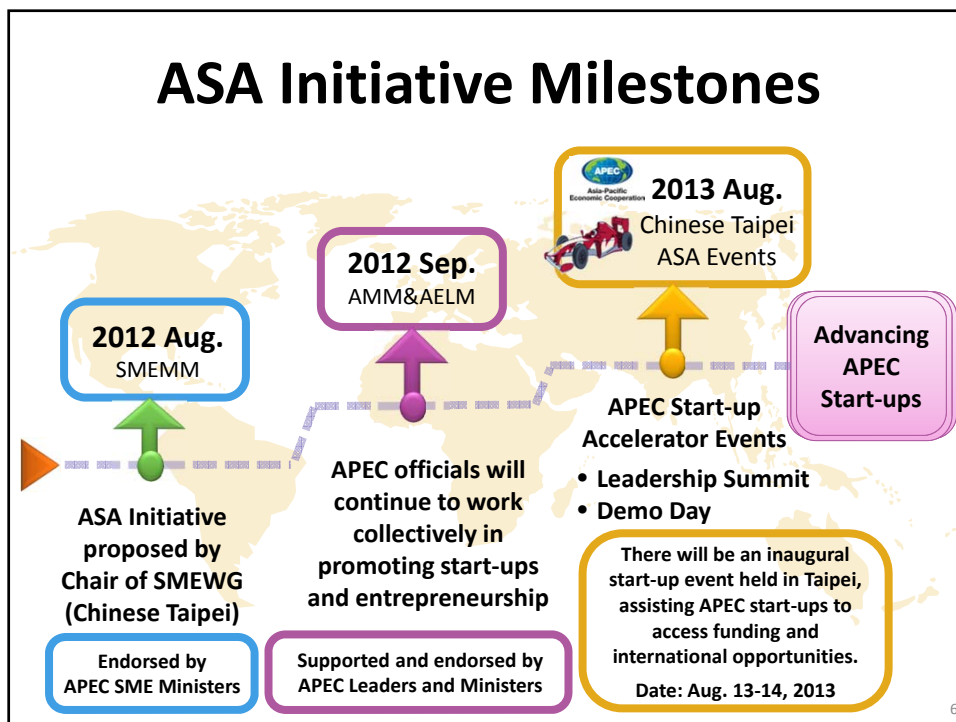 ASA Initiative Milestones
2012 Aug.
SMEMM
ASA Initiative
proposed by
Chair of SMEWG
(Chinese Taipei)
Endorsed by
APEC SME Ministers
2012 Sep.
AMM&AELM
APEC officials will
continue to work
collectively in
promoting start-ups
and entrepreneurship
Supported and endorsed by
APEC Leaders and Ministers
APEC
Asia-Pacific
Economic Cooperation
2013 Aug.
Chinese Taipei
ASA Events
APEC Start-up
Accelerator Events
• Leadership Summit
• Demo Day
There will be an inaugural
start-up event held in Taipei,
assisting APEC start-ups to
access funding and
international opportunities.
Date: Aug. 13-14, 2013
Advancing
APEC
Start-ups
6